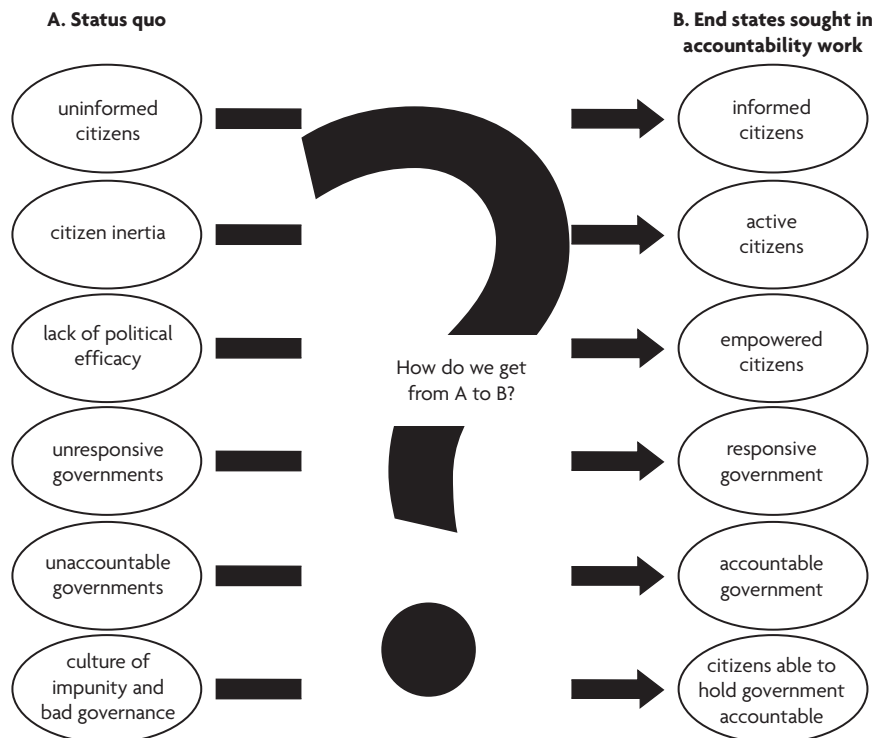 A. Status quo
B. End states sought in
accountability work
uninformed
citizens
informed
citizens
citizen inertia
active
citizens
lack of political
efficacy
empowered
citizens
How do we get
from A to B?
unresponsive
governments
responsive
government
unaccountable
governments
accountable
government
culture of
impunity and
bad governance
citizens able to
hold government
accountable